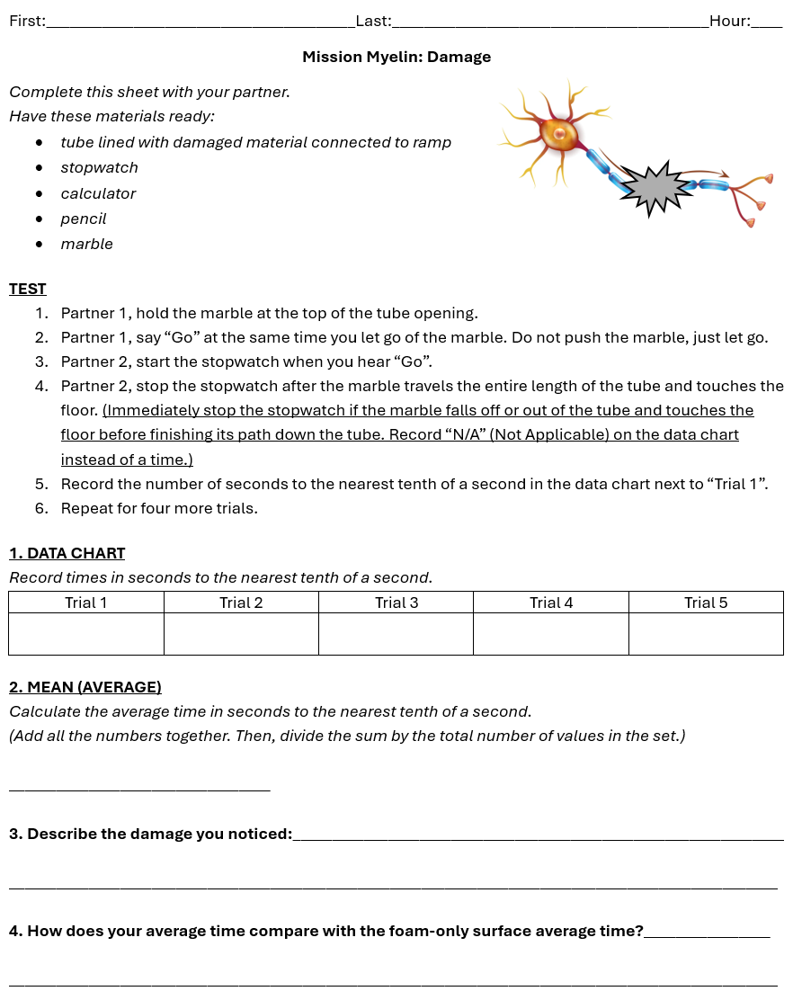 First:___________________________________Last:____________________________________Hour:____
Mission Myelin: Damage
Complete this sheet with your partner.
Have these materials ready:
• tube lined with damaged material connected to ramp
• stopwatch
• calculator
• pencil
• marble
TEST
1. Partner 1, hold the marble at the top of the tube opening.
2. Partner 1, say “Go” at the same time you let go of the marble. Do not push the marble, just let go.
3. Partner 2, start the stopwatch when you hear “Go”.
4. Partner 2, stop the stopwatch after the marble travels the entire length of the tube and touches the
floor. (Immediately stop the stopwatch if the marble falls off or out of the tube and touches the
floor before finishing its path down the tube. Record “N/A” (Not Applicable) on the data chart
instead of a time.)
5. Record the number of seconds to the nearest tenth of a second in the data chart next to “Trial 1”.
6. Repeat for four more trials.
1. DATA CHART
Record times in seconds to the nearest tenth of a second.
Trial 1 Trial 2 Trial 3 Trial 4 Trial 5
2. MEAN (AVERAGE)
Calculate the average time in seconds to the nearest tenth of a second.
(Add all the numbers together. Then, divide the sum by the total number of values in the set.)
3. Describe the damage you noticed:
4. How does your average time compare with the foam-only surface average time?